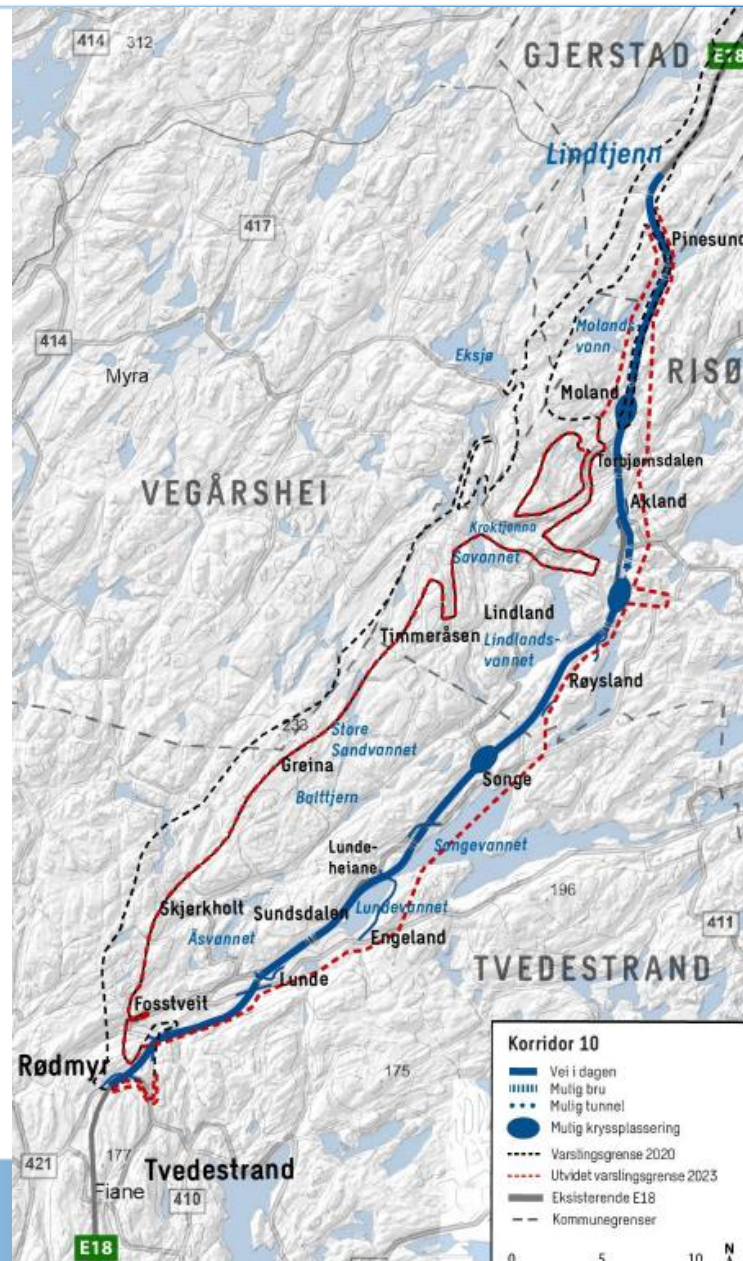 414
312
GJERSTAD
E18
Lindtjenn
417
Pinesund
414
Molands-
vann
Eksjø
RISØ
Myra
Moland
VEGÅRSHEI
Torbjørnsdalen
Akland
Kroktjenna
Savannet
Lindland
Timmeråsen
Lindlands-
vannet
Røysland
233
Store
Sandvannet
Greina
Songe
Balttjern
Lunde-
heiane
Songevannet
196
Skjerkholt
Sundsdalen
Lundevannet
411
Åsvannet
Engeland
TVEDESTRAND
Lunde
Fosstveit
Rødmyr
175
177
421
Tvedestrand
Fiane
410
E18
Korridor 10
Vei i dagen
Mulig bru
Mulig tunnel
Mulig kryssplassering
Varslingsgrense 2020
Utvidet varslingsgrense 2023
Eksisterende E18
Kommunegrenser
0 5 10
N